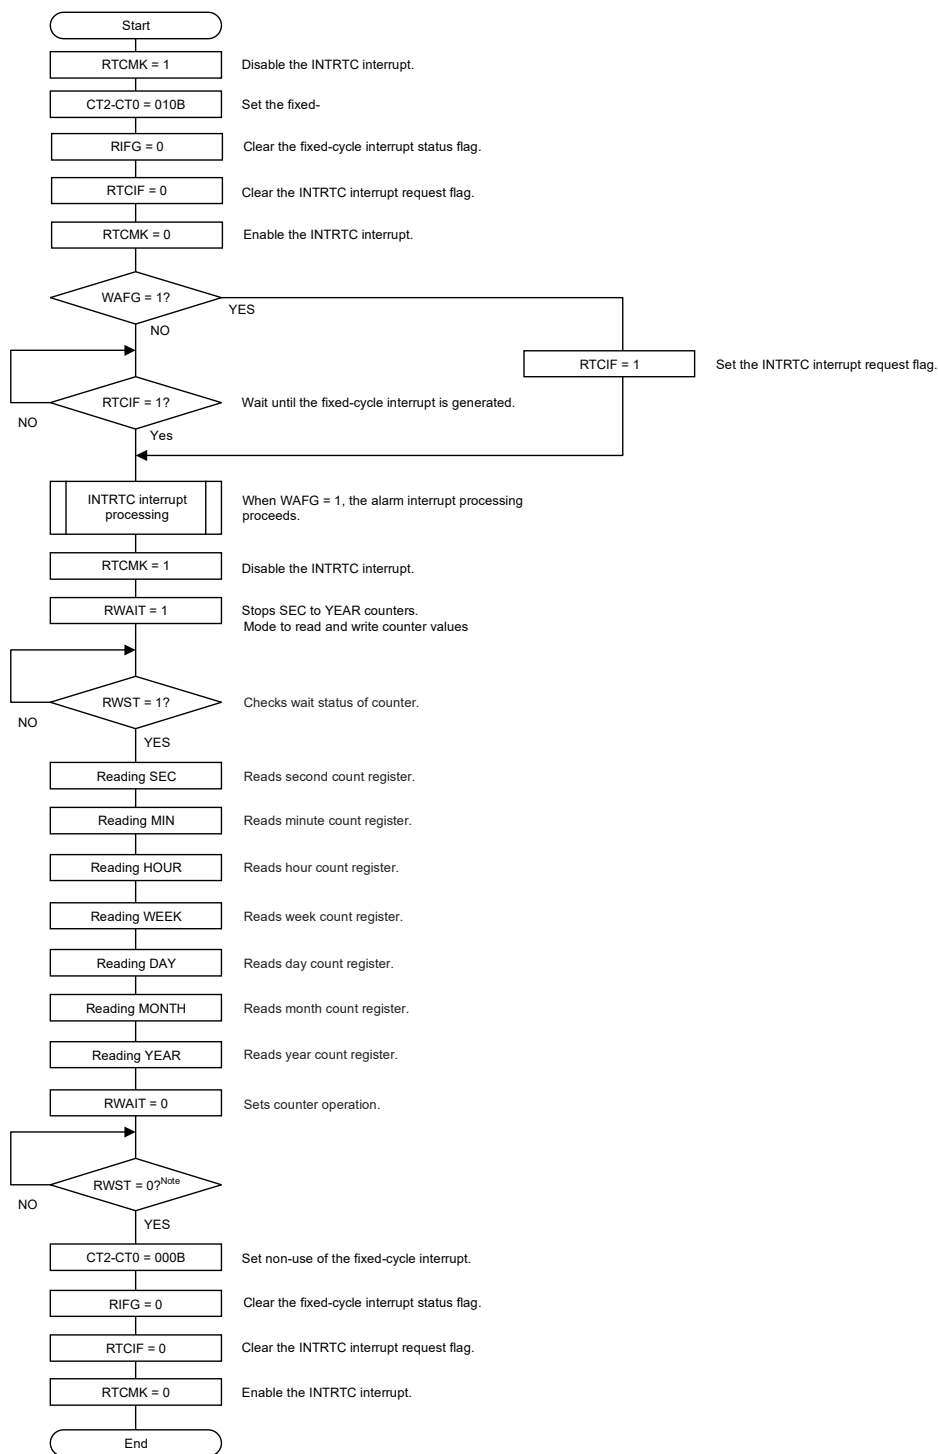 Start
RTCMK = 1
Disable the INTRTC interrupt.
CT2-CT0 = 010B
Set the fixed-
RIFG = 0
Clear the fixed-cycle interrupt status flag.
RTCIF = 0
Clear the INTRTC interrupt request flag.
RTCMK = 0
Enable the INTRTC interrupt.
WAFG = 1?
YES
NO
RTCIF = 1
Set the INTRTC interrupt request flag.
RTCIF = 1?
Wait until the fixed-cycle interrupt is generated.
NO
Yes
INTRTC interrupt
processing
When WAFG = 1, the alarm interrupt processing
proceeds.
RTCMK = 1
Disable the INTRTC interrupt.
RWAIT = 1
Stops SEC to YEAR counters.
Mode to read and write counter values
RWST = 1?
Checks wait status of counter.
NO
YES
Reading SEC
Reads second count register.
Reading MIN
Reads minute count register.
Reading HOUR
Reads hour count register.
Reading WEEK
Reads week count register.
Reading DAY
Reads day count register.
Reading MONTH
Reads month count register.
Reading YEAR
Reads year count register.
RWAIT = 0
Sets counter operation.
RWST = 0?Note
NO
YES
CT2-CT0 = 000B
Set non-use of the fixed-cycle interrupt.
RIFG = 0
Clear the fixed-cycle interrupt status flag.
RTCIF = 0
Clear the INTRTC interrupt request flag.
RTCMK = 0
Enable the INTRTC interrupt.
End